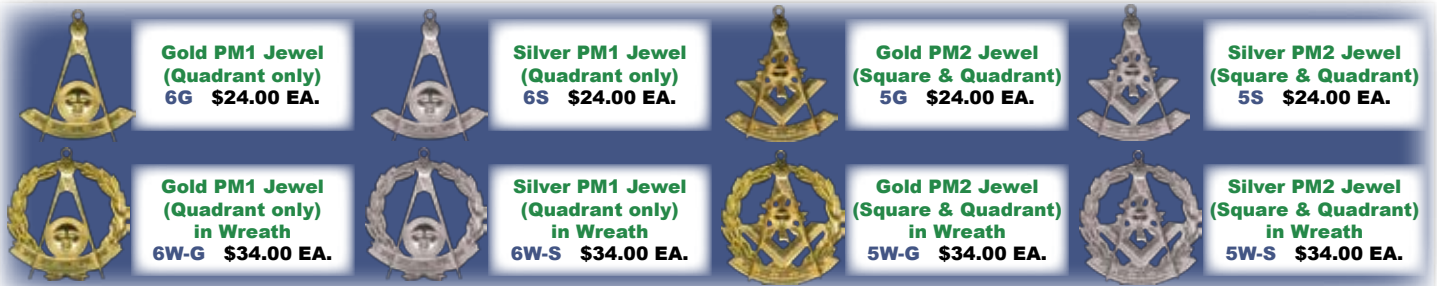 Gold PM1 Jewel
(Quadrant only)
6G $24.00 EA.
Silver PM1 Jewel
(Quadrant only)
6S $24.00 EA.
Gold PM2 Jewel
(Square & Quadrant)
5G $24.00 EA.
Silver PM2 Jewel
(Square & Quadrant)
5S $24.00 EA.
Gold PM1 Jewel
(Quadrant only)
in Wreath
6W-G $34.00 EA.
Silver PM1 Jewel
(Quadrant only)
in Wreath
6W-S $34.00 EA.
Gold PM2 Jewel
(Square & Quadrant)
in Wreath
5W-G $34.00 EA.
Silver PM2 Jewel
(Square & Quadrant)
in Wreath
5W-S $34.00 EA.